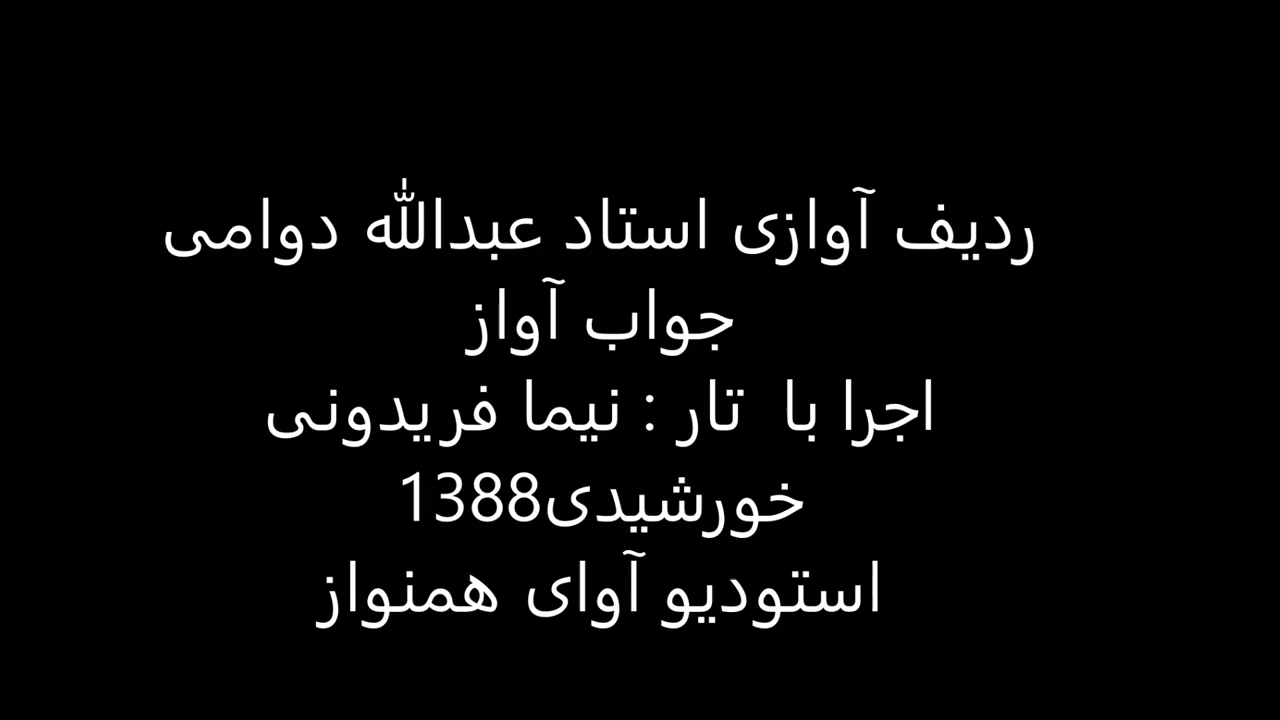 ردیف آوازی استاد عبدالله دوامی
جواب آواز
اجرا با  تار : نیما فریدونی
خورشیدی1388
استودیو آوای همنواز